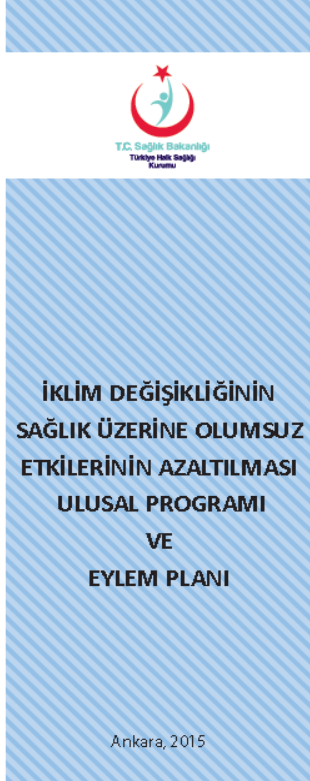 T.C. Sağlık Bakanlığı
Türkiye Halk Sağlığı
Kurumu
İKLİM DEĞİŞİKLİĞİNİN
SAĞLIK ÜZERİNE OLUMSUZ
ETKİLERİNİN AZALTILMASI
ULUSAL PROGRAMI
VE
EYLEM PLANI
Ankara, 2015